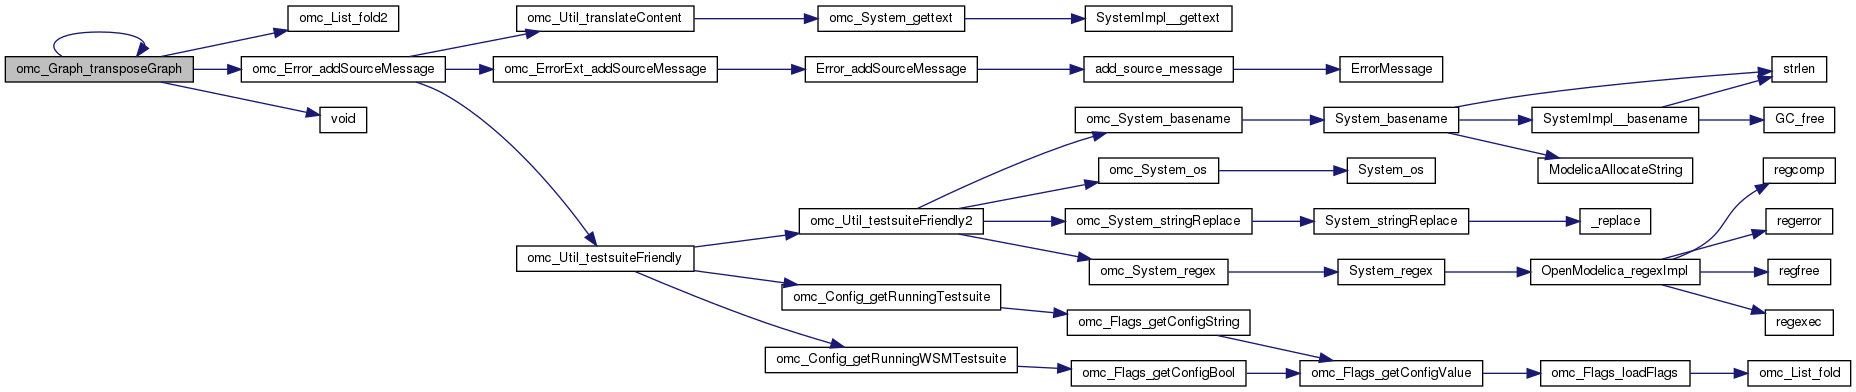 omc_List_fold2
omc_Util_translateContent
omc_System_gettext
SystemImpl__gettext
omc_Graph_transposeGraph
omc_Error_addSourceMessage
omc_ErrorExt_addSourceMessage
Error_addSourceMessage
add_source_message
ErrorMessage
strlen
void
omc_System_basename
System_basename
SystemImpl__basename
GC_free
omc_System_os
System_os
ModelicaAllocateString
regcomp
omc_Util_testsuiteFriendly2
omc_System_stringReplace
System_stringReplace
_replace
regerror
omc_Util_testsuiteFriendly
omc_System_regex
System_regex
OpenModelica_regexImpl
regfree
omc_Config_getRunningTestsuite
omc_Flags_getConfigString
regexec
omc_Config_getRunningWSMTestsuite
omc_Flags_getConfigBool
omc_Flags_getConfigValue
omc_Flags_loadFlags
omc_List_fold